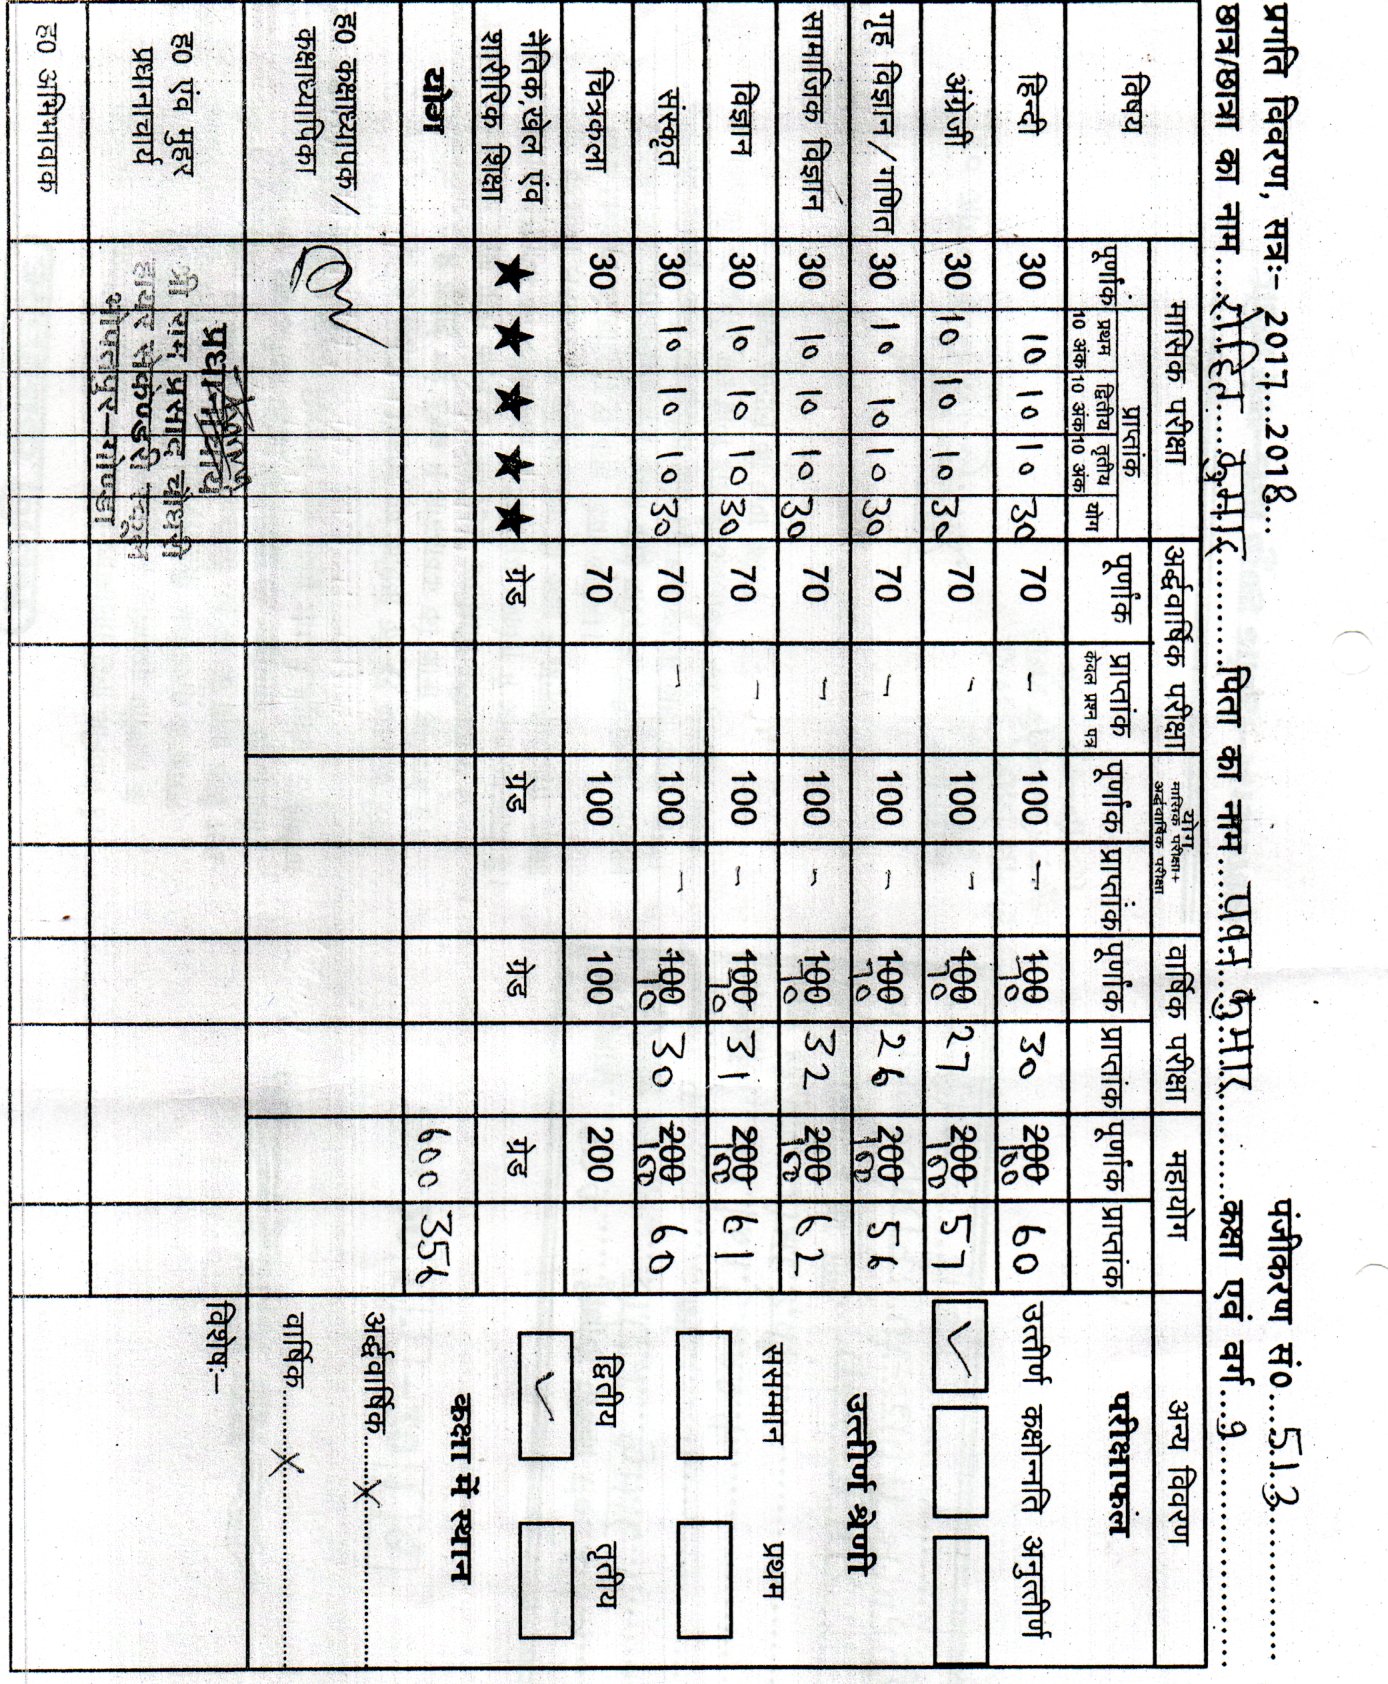 प्रगति विवरण, सत्र:- 2017...2018... पंजीकरण सं0....513............
छात्र/छात्रा का नाम....रोहित कुमार............पिता का नाम....पवन कुमार............कक्षा एवं वर्ग....9............
विषय मासिक परीक्षा अर्द्धवार्षिक परीक्षा योग मासिक परीक्षा+ अर्द्धवार्षिक परीक्षा वार्षिक परीक्षा महायोग अन्य विवरण
पूर्णांक प्राप्तांक पूर्णांक प्राप्तांक केवल प्रश्न पत्र पूर्णांक प्राप्तांक पूर्णांक प्राप्तांक पूर्णांक प्राप्तांक
प्रथम 10 अंक द्वितीय 10 अंक तृतीय 10 अंक योग
हिन्दी 30 10 10 10 30 70 - 100 - 100 70 30 200 100 60
अंग्रेजी 30 10 10 10 30 70 - 100 - 100 70 27 200 100 57
गृह विज्ञान / गणित 30 10 10 10 30 70 - 100 - 100 70 26 200 100 56
सामाजिक विज्ञान 30 10 10 10 30 70 - 100 - 100 70 32 200 100 62
विज्ञान 30 10 10 10 30 70 - 100 - 100 70 31 200 100 61
संस्कृत 30 10 10 10 30 70 - 100 - 100 70 30 200 100 60
चित्रकला 30 70 100 100 200
नैतिक,खेल एंव शारीरिक शिक्षा ★ ★ ★ ★ ★ ग्रेड ग्रेड ग्रेड ग्रेड
योग 600 356
ह0 कक्षाध्यापक / कक्षाध्यापिका
ह0 एंव मुहर प्रधानाचार्य
प्रधानाचार्य
श्री राम प्रसाद चौधरी
हायर सेकेण्डरी स्कूल
ह0 अभिभावक
परीक्षाफल
उत्तीर्ण कक्षोन्नति अनुत्तीर्ण
✓
उत्तीर्ण श्रेणी
ससम्मान प्रथम
द्वितीय तृतीय
✓
कक्षा में स्थान
अर्द्धवार्षिक........X............
वार्षिक........X............
विशेष:–